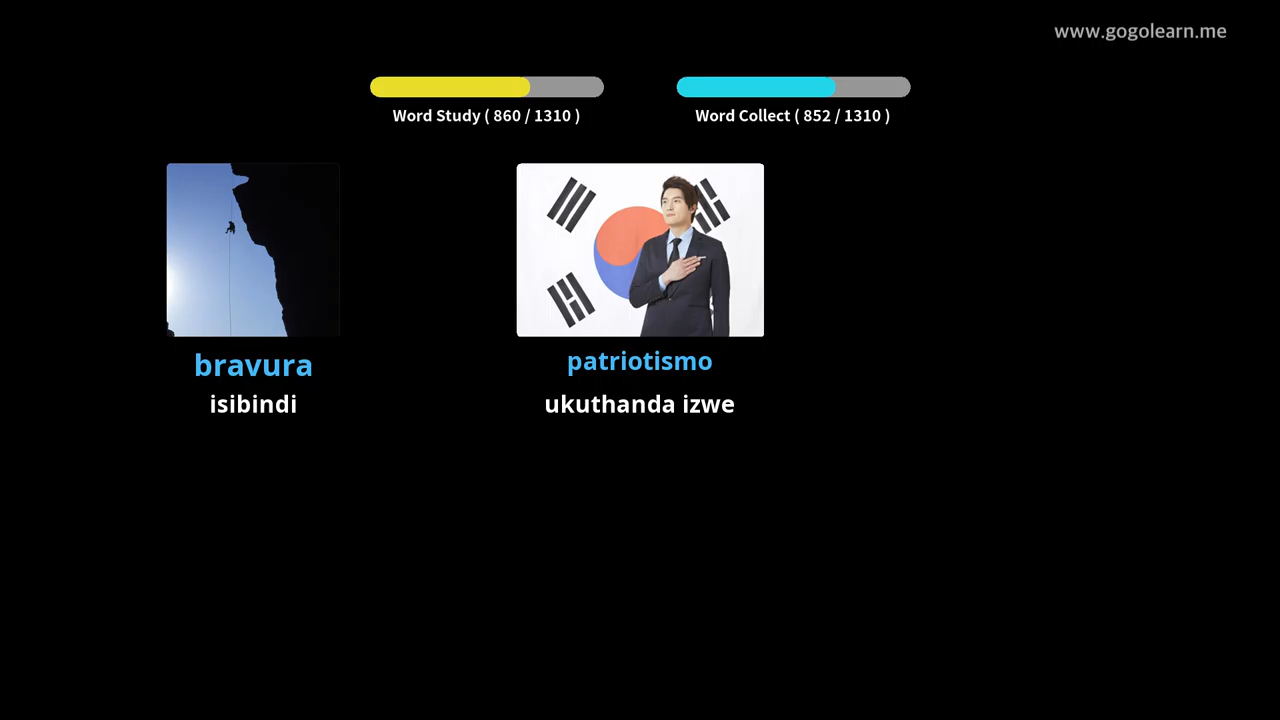 www.gogolearn.me
Word Study ( 860 / 1310 )
Word Collect ( 852 / 1310 )
bravura
isibindi
patriotismo
ukuthanda izwe